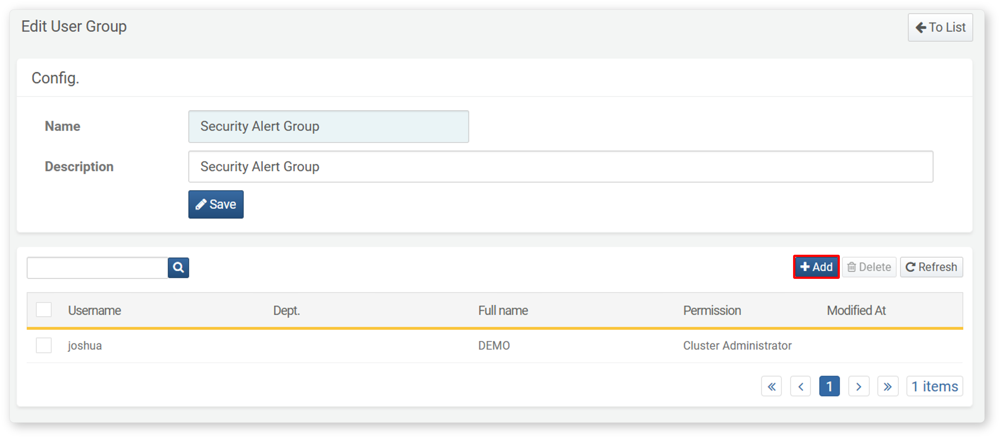 Edit User Group
To List
Config.
Name
Security Alert Group
Description
Security Alert Group
Save
Add
Delete
Refresh
Username Dept. Full name Permission Modified At
joshua DEMO Cluster Administrator
« ‹ 1 › » 1 items